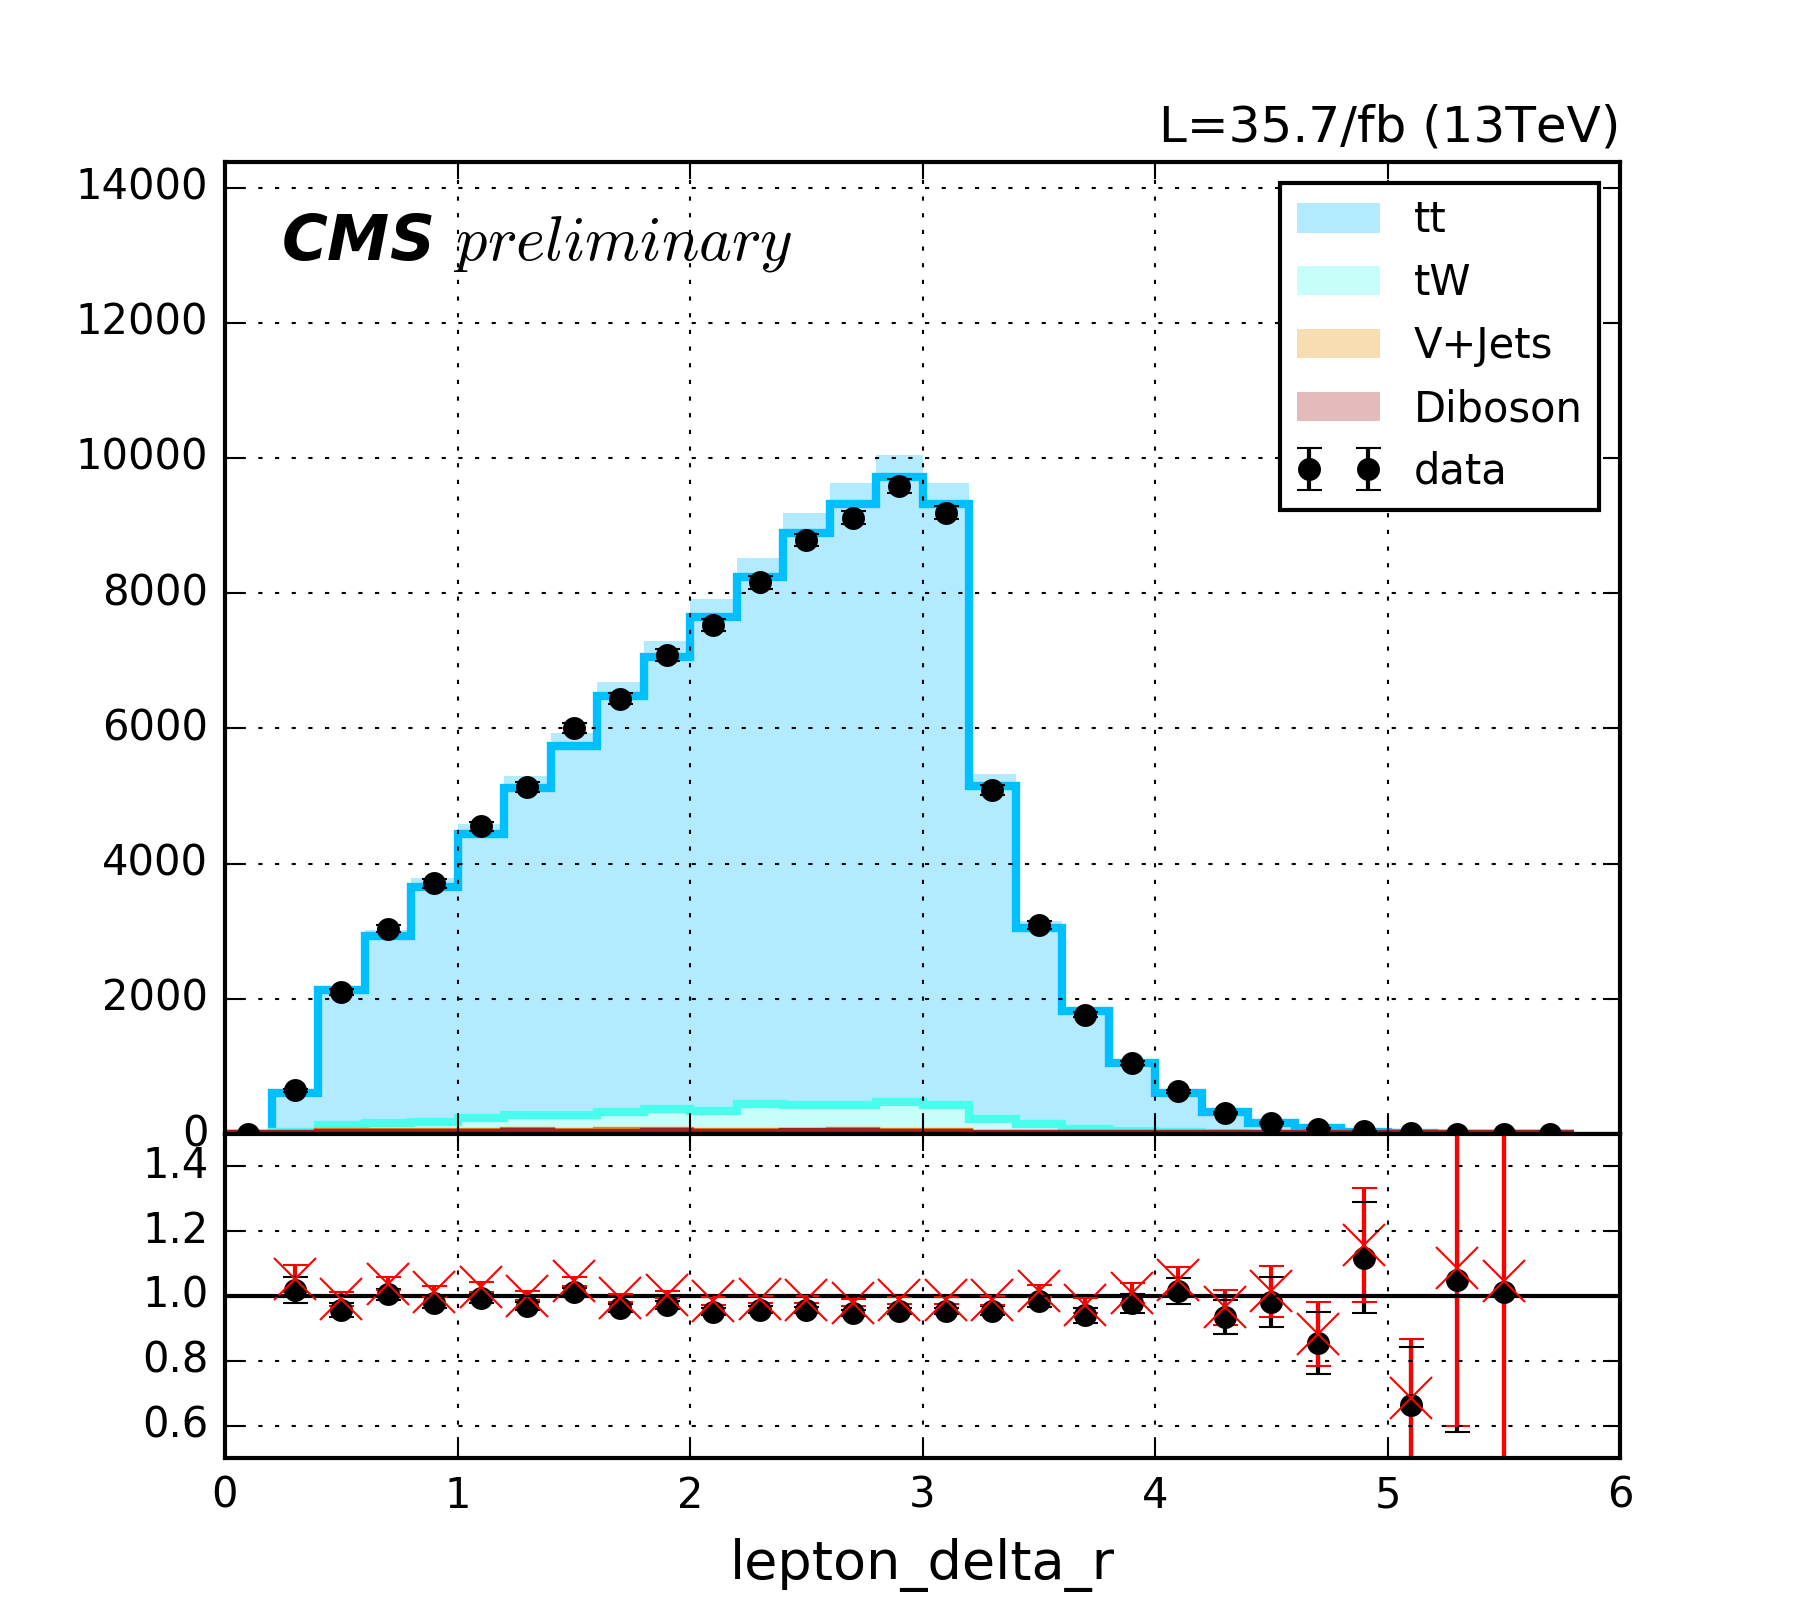 L=35.7/fb (13TeV)
CMS preliminary
14000
12000
10000
8000
6000
4000
2000
0
tt
tW
V+Jets
Diboson
data
1.4
1.2
1.0
0.8
0.6
0 1 2 3 4 5 6
lepton_delta_r